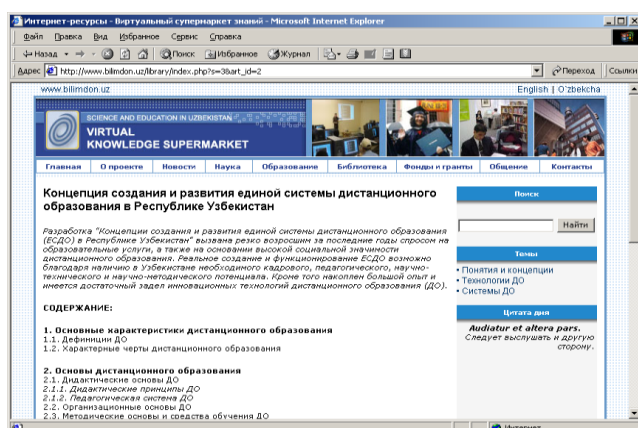 Интернет-ресурсы - Виртуальный супермаркет знаний - Microsoft Internet Explorer
Файл Правка Вид Избранное Сервис Справка
Назад Поиск Избранное Журнал
Адрес http://www.bilimdon.uz/library/index.php?s=3&art_id=2 Переход Ссылки
www.bilimdon.uz English | O'zbekcha
SCIENCE AND EDUCATION IN UZBEKISTAN
VIRTUAL
KNOWLEDGE SUPERMARKET
Главная О проекте Новости Наука Образование Библиотека Фонды и гранты Общение Контакты
Концепция создания и развития единой системы дистанционного
образования в Республике Узбекистан
Разработка "Концепции создания и развития единой системы дистанционного образования
(ЕСДО) в Республике Узбекистан" вызвана резко возросшим за последние годы спросом на
образовательные услуги, а также на основании высокой социальной значимости
дистанционного образования. Реальное создание и функционирование ЕСДО возможно
благодаря наличию в Узбекистане необходимого кадрового, педагогического, научно-
технического и научно-методического потенциала. Кроме того накоплен большой опыт и
имеется достаточный задел инновационных технологий дистанционного образования (ДО).
СОДЕРЖАНИЕ:
1. Основные характеристики дистанционного образования
1.1. Дефиниции ДО
1.2. Характерные черты дистанционного образования
2. Основы дистанционного образования
2.1. Дидактические основы ДО
2.1.1. Дидактические принципы ДО
2.1.2. Педагогическая система ДО
2.2. Организационные основы ДО
2.3. Методические основы и средства обучения ДО
Поиск
Найти
Темы
• Понятия и концепции
• Технологии ДО
• Системы ДО
Цитата дня
Audiatur et altera pars.
Следует выслушать и другую
сторону.
Интернет